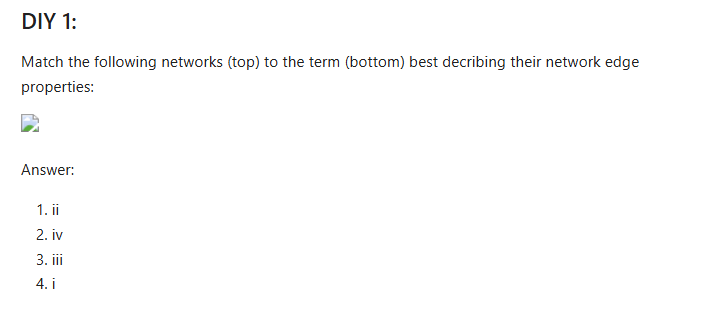 DIY 1:
Match the following networks (top) to the term (bottom) best decribing their network edge
properties:
Answer:
1. ii
2. iv
3. iii
4. i